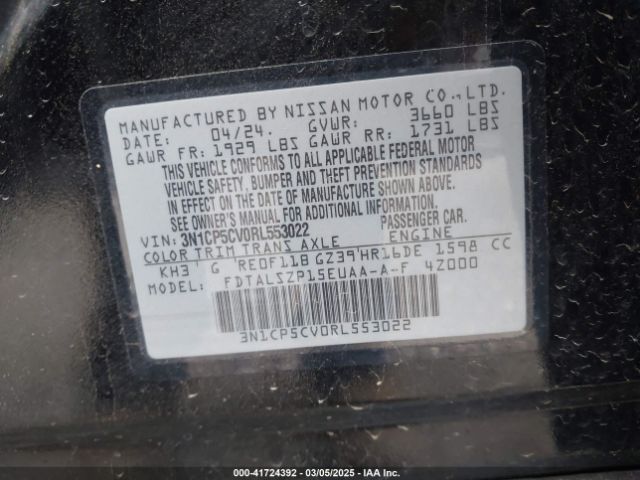 MANUFACTURED BY NISSAN MOTOR CO.,LTD.
DATE: 04/24. GVWR: 3660 LBS
GAWR FR: 1929 LBS GAWR RR: 1731 LBS
THIS VEHICLE CONFORMS TO ALL APPLICABLE FEDERAL MOTOR
VEHICLE SAFETY, BUMPER AND THEFT PREVENTION STANDARDS
IN EFFECT ON THE DATE OF MANUFACTURE SHOWN ABOVE.
SEE OWNER'S MANUAL FOR ADDITIONAL INFORMATION.
VIN: 3N1CP5CV0RL553022 PASSENGER CAR.
COLOR TRIM TRANS AXLE ENGINE
KH3 G RE0F11B GZ39 HR16DE 1598 CC
MODEL: FDTALSZP15EUAA-A-F 4Z000
3N1CP5CV0RL553022
000-41724392 — 03/05/2025 — IAA Inc.